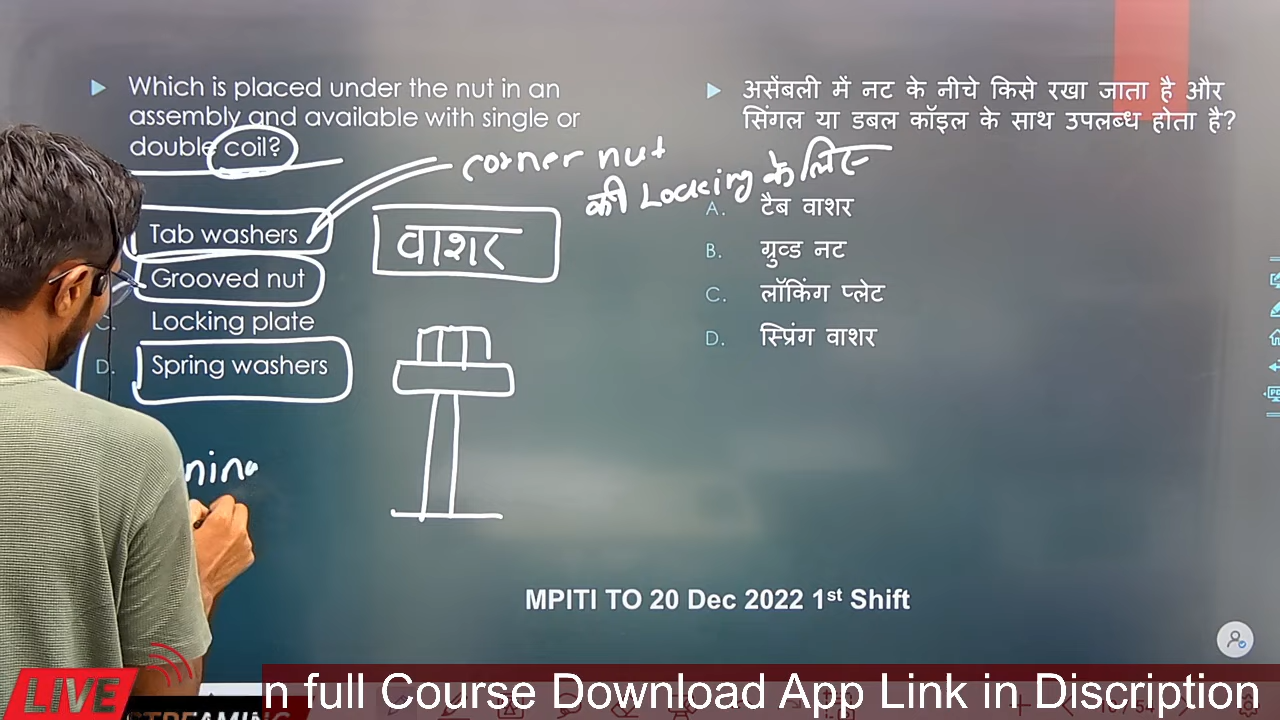 Which is placed under the nut in an
assembly and available with single or
double coil?
Tab washers
Grooved nut
C. Locking plate
D. Spring washers
corner nut
की Locking के लिए
वाशर
असेंबली में नट के नीचे किसे रखा जाता है और
सिंगल या डबल कॉइल के साथ उपलब्ध होता है?
A. टैब वाशर
B. ग्रुव्ड नट
C. लॉकिंग प्लेट
D. स्प्रिंग वाशर
MPITI TO 20 Dec 2022 1st Shift
LIVE
STREAMING
n full Course Download App Link in Discription